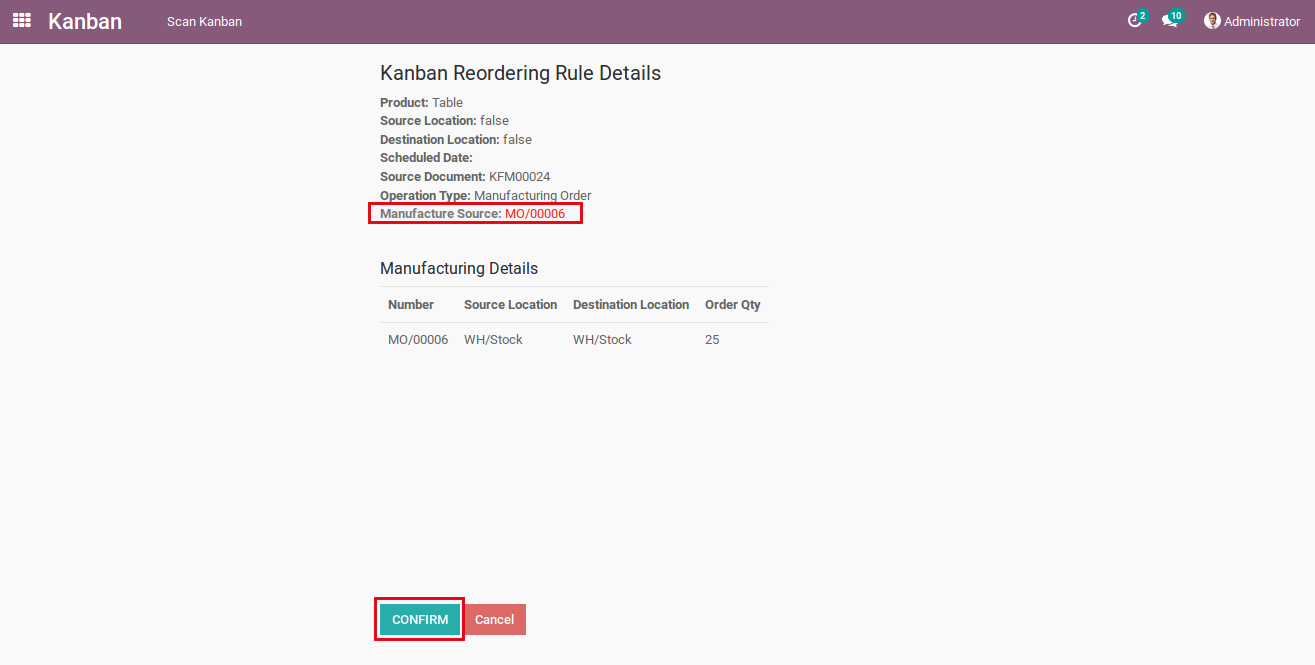 Kanban Scan Kanban 2 10 Administrator
Kanban Reordering Rule Details
Product: Table
Source Location: false
Destination Location: false
Scheduled Date:
Source Document: KFM00024
Operation Type: Manufacturing Order
Manufacture Source: MO/00006
Manufacturing Details
Number Source Location Destination Location Order Qty
MO/00006 WH/Stock WH/Stock 25
CONFIRM Cancel